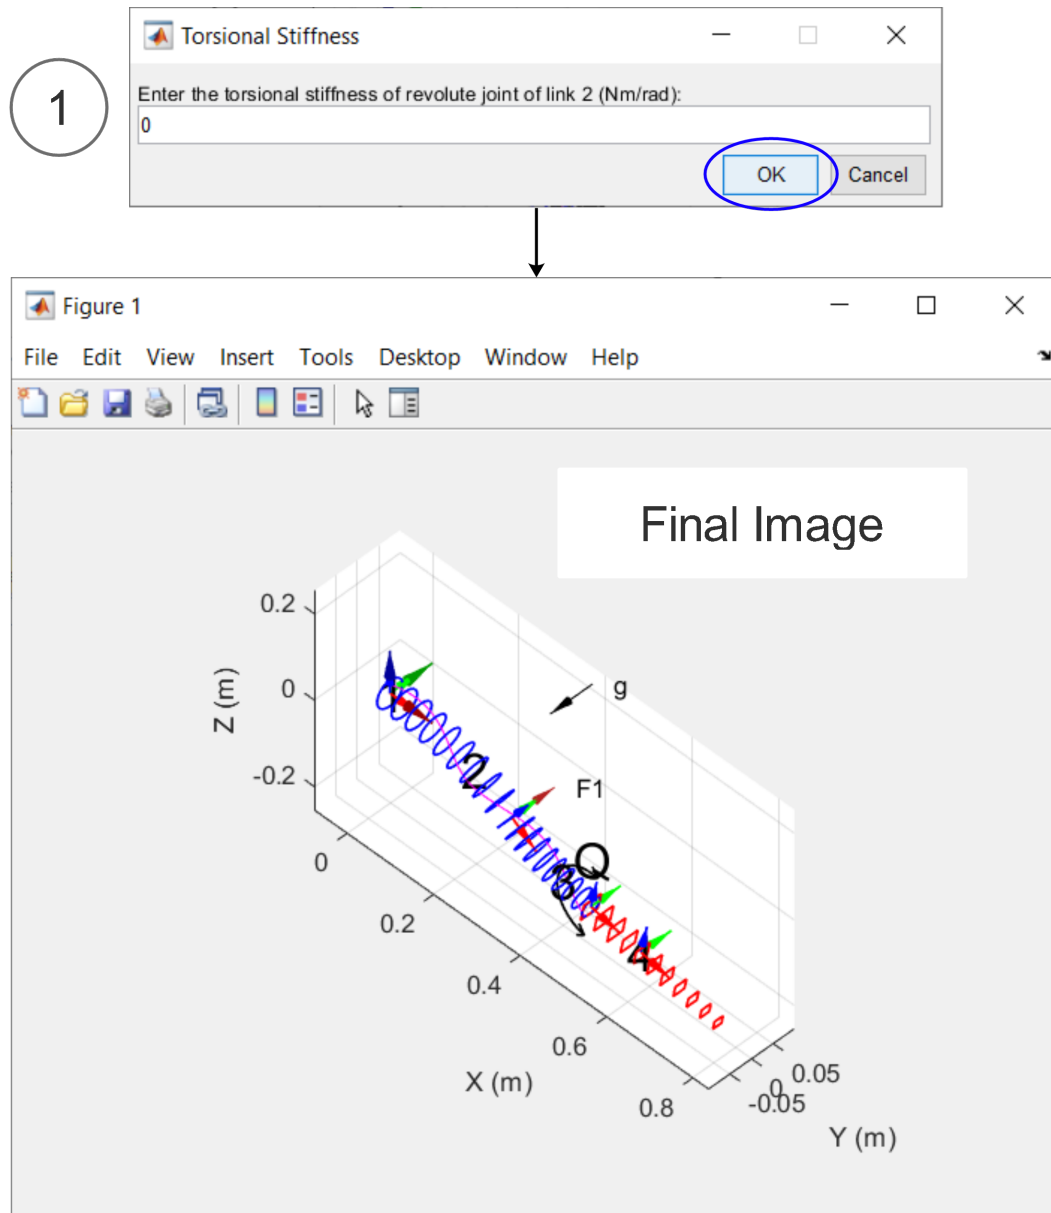 Torsional Stiffness
1
Enter the torsional stiffness of revolute joint of link 2 (Nm/rad):
0
OK Cancel
Figure 1
File Edit View Insert Tools Desktop Window Help
Final Image
0.2
0
-0.2
Z (m)
g
F1
2
Q
3
4
0
0.2
0.4
0.6
0.8
X (m)
0.05
0
-0.05
Y (m)